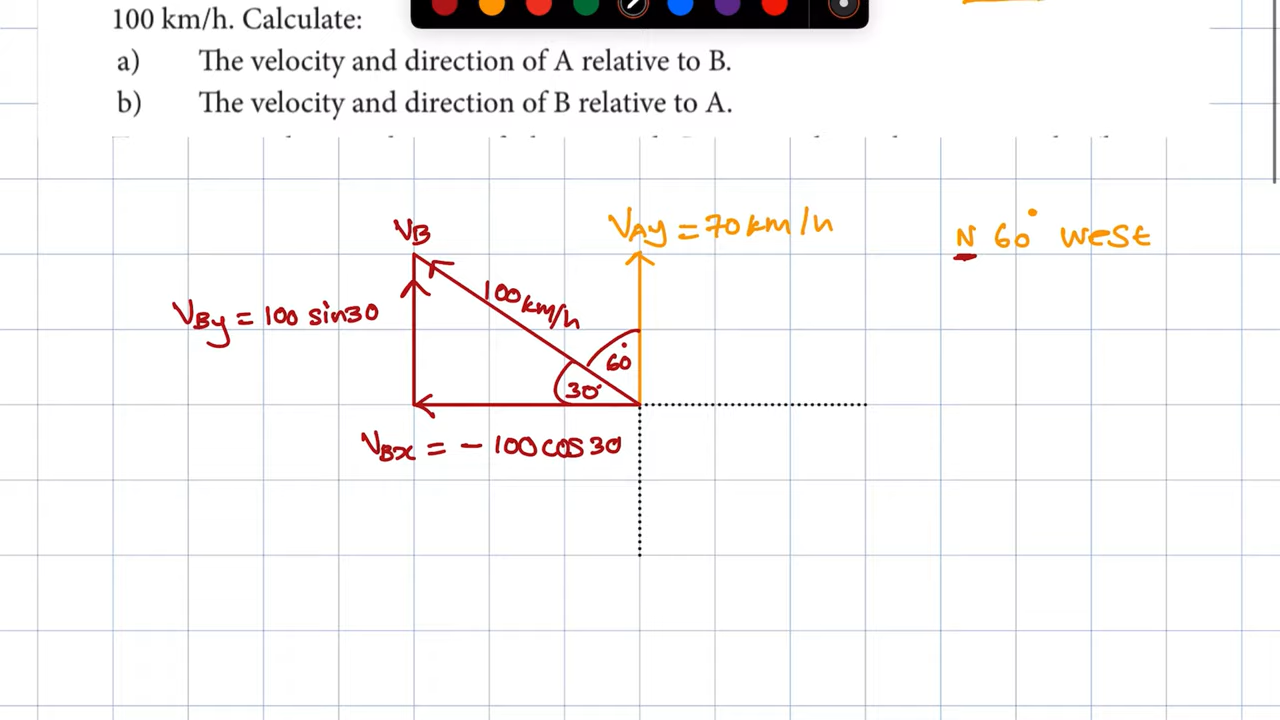 100 km/h. Calculate:
a) The velocity and direction of A relative to B.
b) The velocity and direction of B relative to A.
VB
VAy = 70 km/h
N 60° west
100 km/h
VBy = 100 sin30
60°
30°
VBx = - 100 cos 30